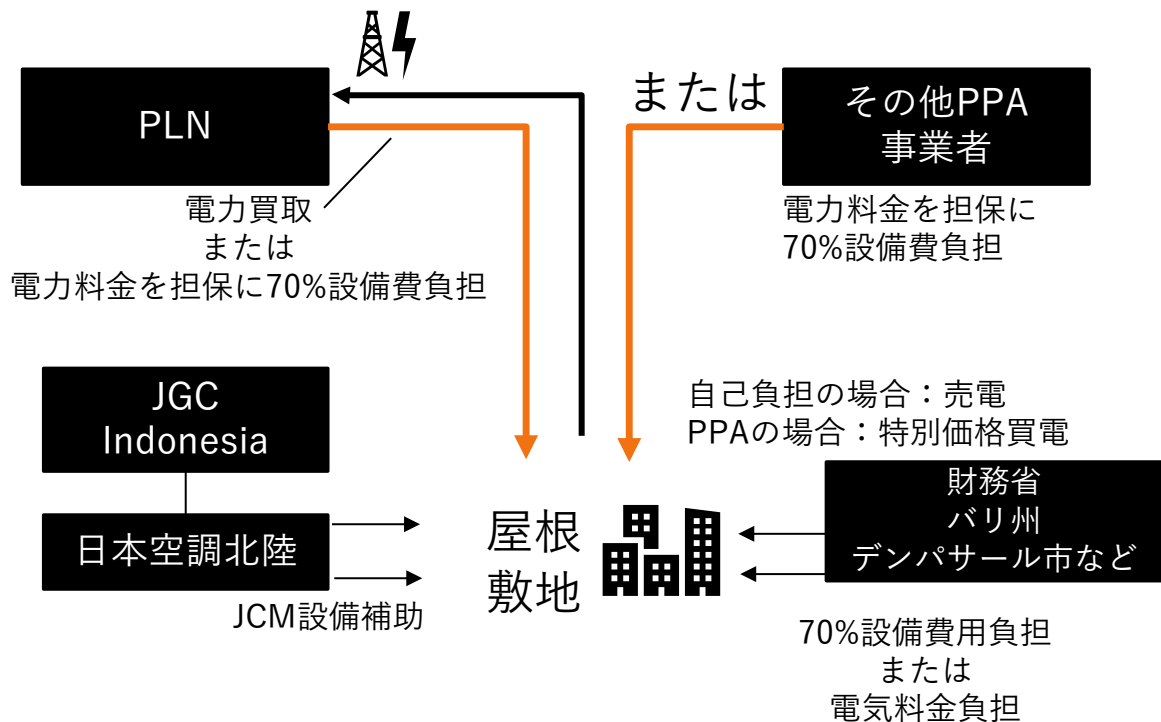 PLN
または
その他PPA
事業者
電力買取
または
電力料金を担保に70%設備費負担
電力料金を担保に
70%設備費負担
JGC
Indonesia
自己負担の場合：売電
PPAの場合：特別価格買電
日本空調北陸
JCM設備補助
屋根
敷地
財務省
バリ州
デンパサール市など
70%設備費用負担
または
電気料金負担